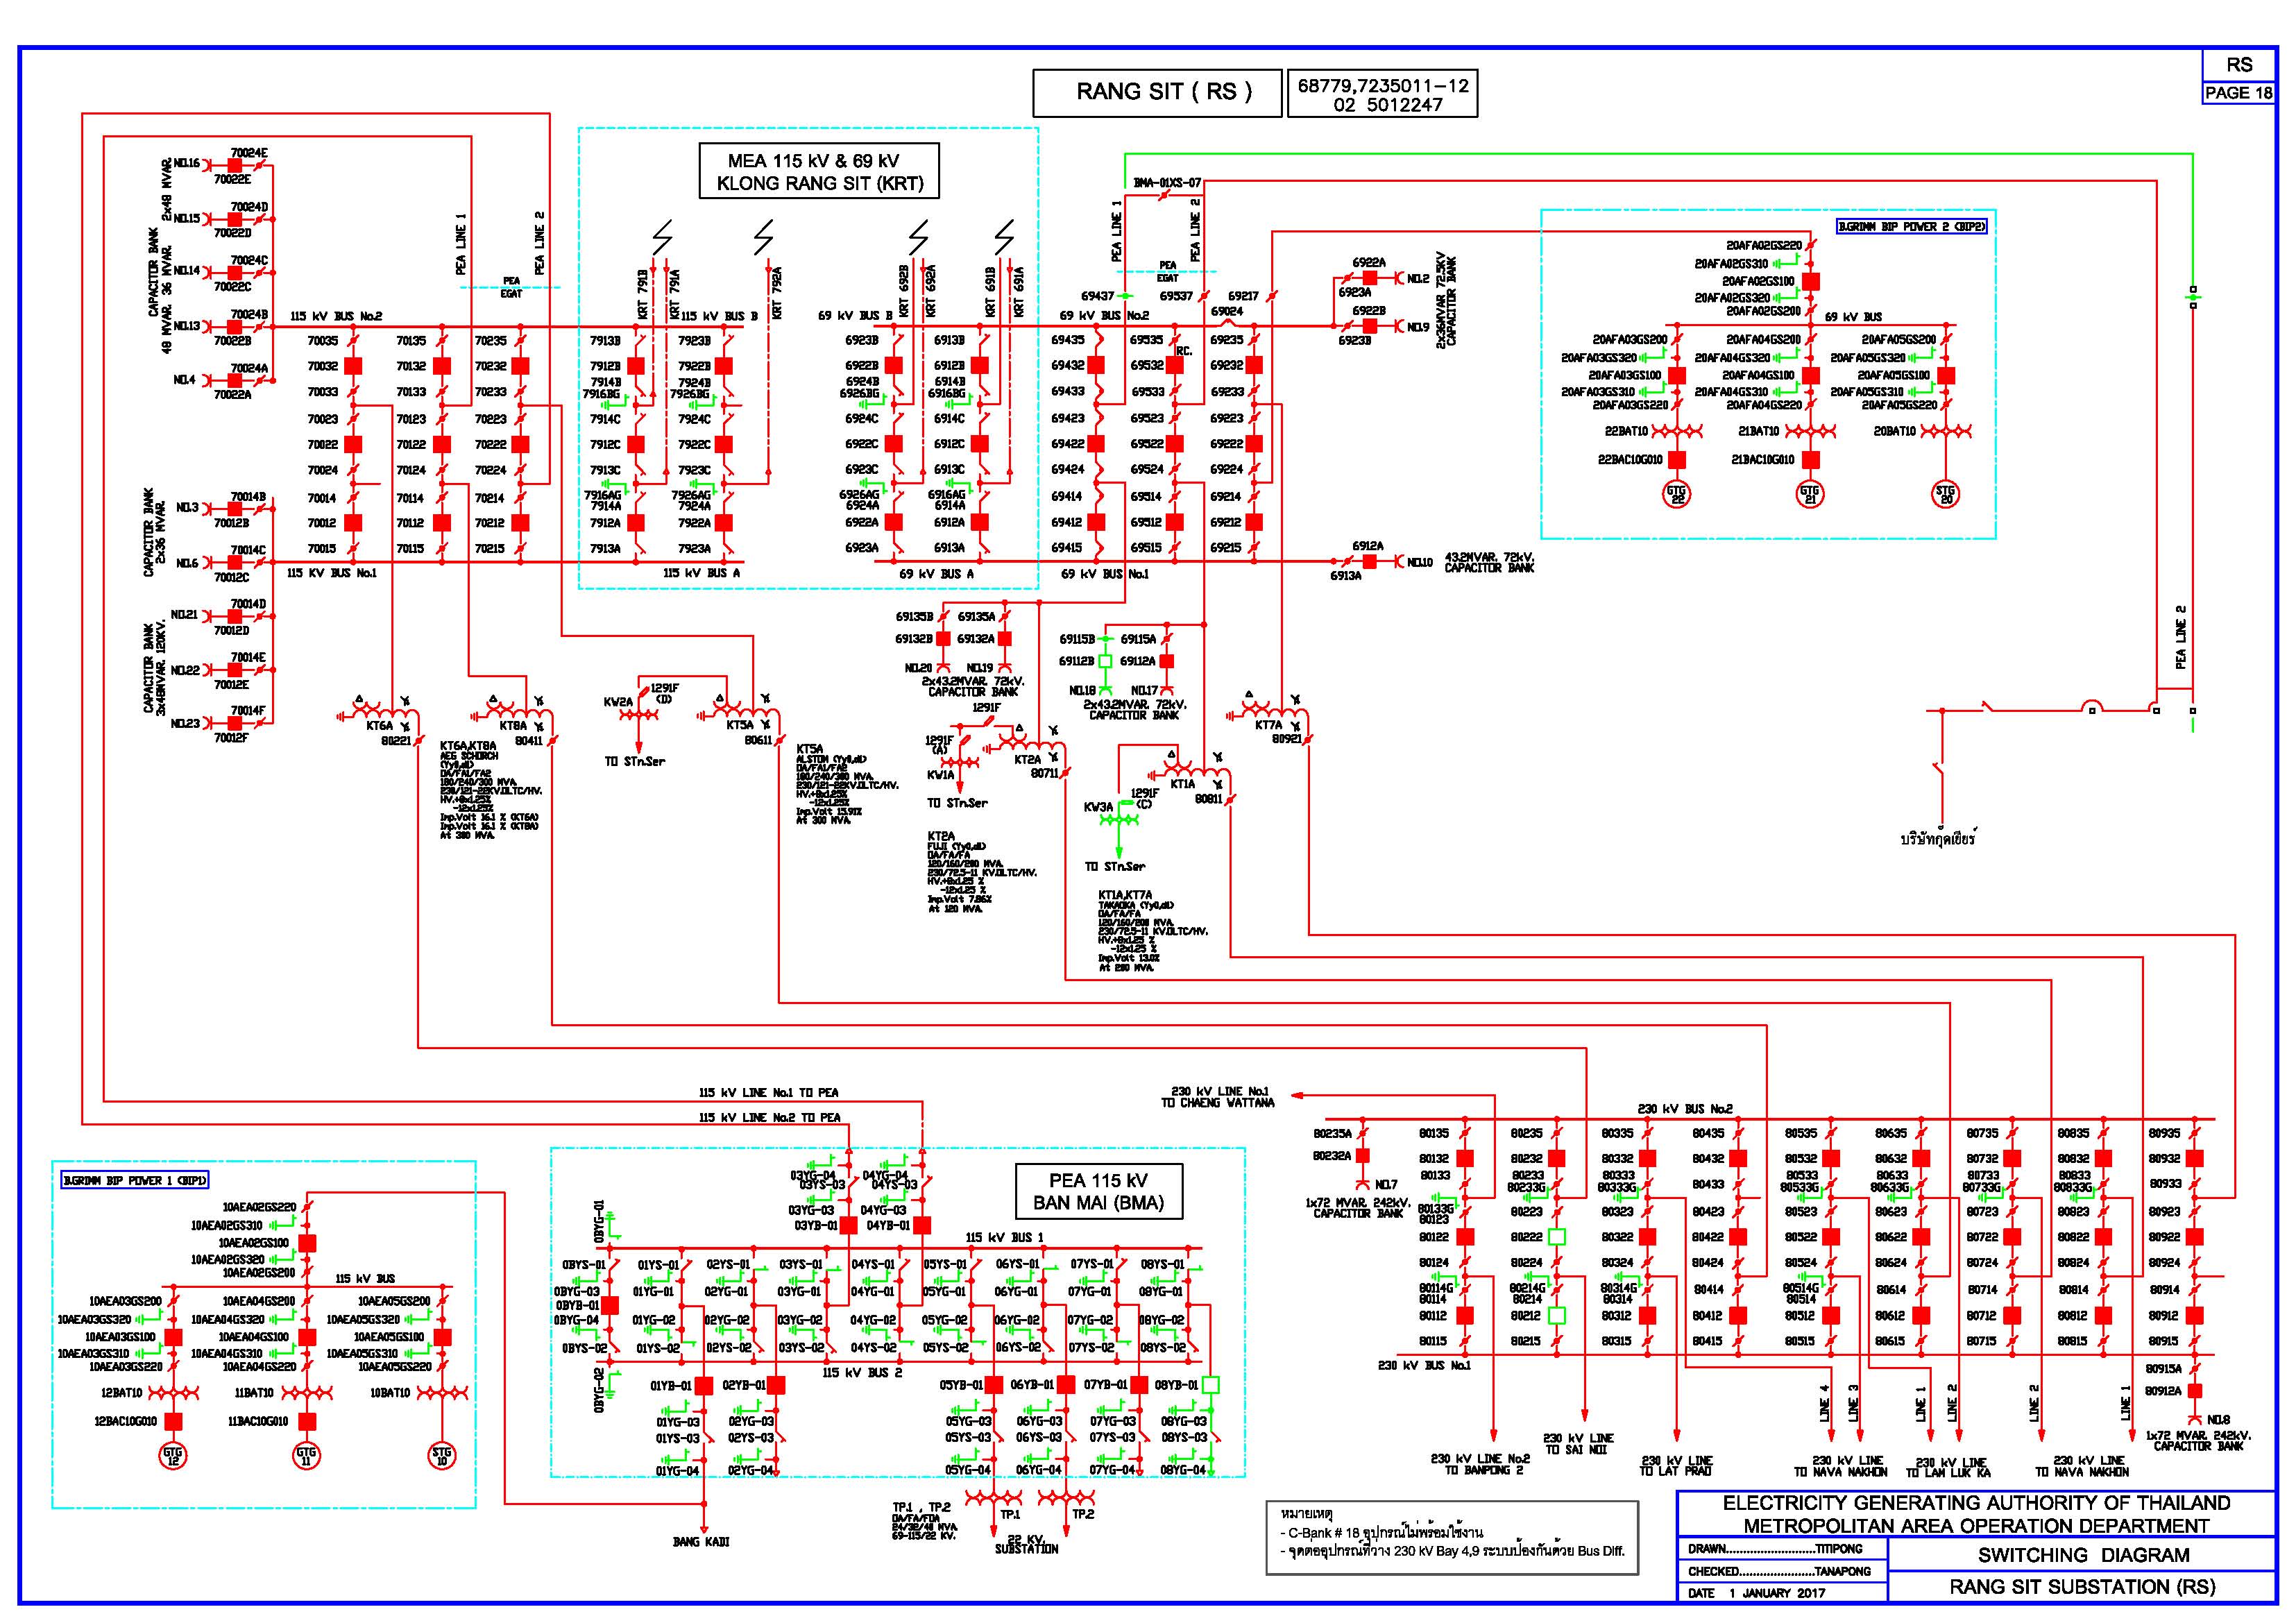 RS
PAGE 18
RANG SIT ( RS )
68779,7235011-12
02 5012247
MEA 115 kV & 69 kV
KLONG RANG SIT (KRT)
CAPACITOR BANK
48 MVAR. 36 MVAR. 2x48 MVAR.
NO.16
70024E
70022E
NO.15
70024D
70022D
NO.14
70024C
70022C
NO.13
70024B
70022B
NO.4
70024A
70022A
CAPACITOR BANK
2x36 MVAR.
NO.3
70014B
70012B
NO.6
70014C
70012C
CAPACITOR BANK
3x48MVAR. 120KV.
NO.21
70014D
70012D
NO.22
70014E
70012E
NO.23
70014F
70012F
PEA LINE 1
PEA LINE 2
PEA
EGAT
115 kV BUS No.2
70035 70135 70235
70032 70132 70232
70033 70133 70233
70023 70123 70223
70022 70122 70222
70024 70124 70224
70014 70114 70214
70012 70112 70212
70015 70115 70215
115 KV BUS No.1
KRT 791B
KRT 791A
KRT 792A
115 kV BUS B
7913B 7923B
7912B 7922B
7914B 7924B
7916BG 7926BG
7914C 7924C
7912C 7922C
7913C 7923C
7916AG 7926AG
7914A 7924A
7912A 7922A
7913A 7923A
115 kV BUS A
KRT 692B
KRT 692A
KRT 691B
KRT 691A
69 kV BUS B
6923B 6913B
6922B 6912B
6924B 6914B
6926BG 6916BG
6924C 6914C
6922C 6912C
6923C 6913C
6926AG 6916AG
6924A 6914A
6922A 6912A
6923A 6913A
69 kV BUS A
BMA-01XS-07
PEA LINE 1
PEA LINE 2
PEA
EGAT
69437 69537 69217
69024
69 kV BUS No.2
69435 69535 69235
RC.
69432 69532 69232
69433 69533 69233
69423 69523 69223
69422 69522 69222
69424 69524 69224
69414 69514 69214
69412 69512 69212
69415 69515 69215
69 kV BUS No.1
6922A
NO.2
6923A
6922B
NO.9
6923B
2x36MVAR 72.5KV
CAPACITOR BANK
6912A
NO.10
6913A
43.2MVAR. 72kV.
CAPACITOR BANK
B.GRIMM BIP POWER 2 (BIP2)
20AFA02GS220
20AFA02GS310
20AFA02GS100
20AFA02GS320
20AFA02GS200
69 kV BUS
20AFA03GS200 20AFA04GS200 20AFA05GS200
20AFA03GS320 20AFA04GS320 20AFA05GS320
20AFA03GS100 20AFA04GS100 20AFA05GS100
20AFA03GS310 20AFA04GS310 20AFA05GS310
20AFA03GS220 20AFA04GS220 20AFA05GS220
22BAT10 21BAT10 20BAT10
22BAC10G010 21BAC10G010
GTG 22
GTG 21
STG 20
PEA LINE 2
บริษัทกู๊ดเยียร์
69135B 69135A
69132B 69132A
NO.20 NO.19
2x43.2MVAR. 72kV.
CAPACITOR BANK
69115B 69115A
69112B 69112A
NO.18 NO.17
2x43.2MVAR. 72kV.
CAPACITOR BANK
KT6A
80221
KT8A
80411
KT6A,KT8A
AEG SCHORCH
(Yy0,d1)
OA/FA1/FA2
180/240/300 MVA.
230/121-22KV.OLTC/HV.
HV.+8x1.25%
-12x1.25%
Imp.Volt 16.1 % (KT6A)
Imp.Volt 16.1 % (KT8A)
At 300 MVA.
KW2A
1291F
(D)
TO STn.Ser
KT5A
80611
KT5A
ALSTOM (Yy0,d1)
OA/FA1/FA2
180/240/300 MVA.
230/121-22KV.OLTC/HV.
HV.+8x1.25%
-12x1.25%
Imp.Volt 15.91%
At 300 MVA.
1291F
1291F
(A)
KW1A
TO STn.Ser
KT2A
80711
KT2A
FUJI (Yy0,d1)
OA/FA/FA
120/160/200 MVA.
230/72.5-11 KV.OLTC/HV.
HV.+8x1.25 %
-12x1.25 %
Imp.Volt 7.86%
At 120 MVA.
KW3A
1291F
(C)
TO STn.Ser
KT1A
80811
KT7A
80921
KT1A,KT7A
TAKAOKA (Yy0,d1)
OA/FA/FA
120/160/200 MVA.
230/72.5-11 KV.OLTC/HV.
HV.+8x1.25 %
-12x1.25 %
Imp.Volt 13.0%
At 200 MVA.
115 kV LINE No.1 TO PEA
115 kV LINE No.2 TO PEA
B.GRIMM BIP POWER 1 (BIP1)
10AEA02GS220
10AEA02GS310
10AEA02GS100
10AEA02GS320
10AEA02GS200
115 kV BUS
10AEA03GS200 10AEA04GS200 10AEA05GS200
10AEA03GS320 10AEA04GS320 10AEA05GS320
10AEA03GS100 10AEA04GS100 10AEA05GS100
10AEA03GS310 10AEA04GS310 10AEA05GS310
10AEA03GS220 10AEA04GS220 10AEA05GS220
12BAT10 11BAT10 10BAT10
12BAC10G010 11BAC10G010
GTG 12
GTG 11
STG 10
PEA 115 kV
BAN MAI (BMA)
03YG-04 04YG-04
03YS-03 04YS-03
03YG-03 04YG-03
03YB-01 04YB-01
0BYG-01
115 kV BUS 1
0BYS-01 01YS-01 02YS-01 03YS-01 04YS-01 05YS-01 06YS-01 07YS-01 08YS-01
0BYG-03 01YG-01 02YG-01 03YG-01 04YG-01 05YG-01 06YG-01 07YG-01 08YG-01
0BYB-01
0BYG-04 01YG-02 02YG-02 03YG-02 04YG-02 05YG-02 06YG-02 07YG-02 08YG-02
0BYS-02 01YS-02 02YS-02 03YS-02 04YS-02 05YS-02 06YS-02 07YS-02 08YS-02
0BYG-02
115 kV BUS 2
01YB-01 02YB-01 05YB-01 06YB-01 07YB-01 08YB-01
01YG-03 02YG-03 05YG-03 06YG-03 07YG-03 08YG-03
01YS-03 02YS-03 05YS-03 06YS-03 07YS-03 08YS-03
01YG-04 02YG-04 05YG-04 06YG-04 07YG-04 08YG-04
BANG KADI
TP.1 , TP.2
OA/FA/FOA
24/32/40 MVA.
69-115/22 KV.
TP.1 TP.2
22 KV.
SUBSTATION
230 kV LINE No.1
TO CHAENG WATTANA
230 kV BUS No.2
80235A
80232A
NO.7
1x72 MVAR. 242kV.
CAPACITOR BANK
80135 80235 80335 80435 80535 80635 80735 80835 80935
80132 80232 80332 80432 80532 80632 80732 80832 80932
80133 80233 80333 80433 80533 80633 80733 80833 80933
80133G 80233G 80333G 80533G 80633G 80733G 80833G
80123 80223 80323 80423 80523 80623 80723 80823 80923
80122 80222 80322 80422 80522 80622 80722 80822 80922
80124 80224 80324 80424 80524 80624 80724 80824 80924
80114G 80214G 80314G 80514G
80114 80214 80314 80414 80514 80614 80714 80814 80914
80112 80212 80312 80412 80512 80612 80712 80812 80912
80115 80215 80315 80415 80515 80615 80715 80815 80915
230 kV BUS No.1
80915A
80912A
NO.8
1x72 MVAR. 242kV.
CAPACITOR BANK
LINE 4
LINE 3
LINE 1
LINE 2
LINE 2
LINE 1
230 kV LINE No.2
TO BANPONG 2
230 kV LINE
TO SAI NOI
230 kV LINE
TO LAT PRAO
230 kV LINE
TO NAVA NAKHON
230 kV LINE
TO LAM LUK KA
230 kV LINE
TO NAVA NAKHON
หมายเหตุ
- C-Bank # 18 อุปกรณ์ไม่พร้อมใช้งาน
- จุดต่ออุปกรณ์ที่ว่าง 230 kV Bay 4,9 ระบบป้องกันด้วย Bus Diff.
ELECTRICITY GENERATING AUTHORITY OF THAILAND
METROPOLITAN AREA OPERATION DEPARTMENT
DRAWN..........................TITIPONG
CHECKED......................TANAPONG
DATE 1 JANUARY 2017
SWITCHING DIAGRAM
RANG SIT SUBSTATION (RS)